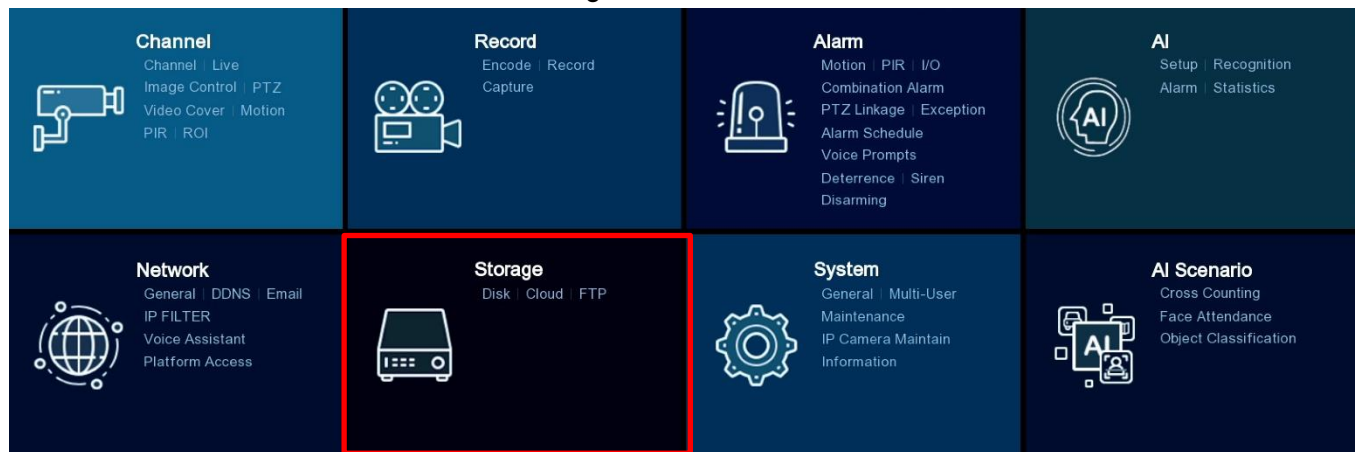 Channel
Channel | Live
Image Control | PTZ
Video Cover | Motion
PIR | ROI
Record
Encode | Record
Capture
Alarm
Motion | PIR | I/O
Combination Alarm
PTZ Linkage | Exception
Alarm Schedule
Voice Prompts
Deterrence | Siren
Disarming
AI
Setup | Recognition
Alarm | Statistics
AI
Network
General | DDNS | Email
IP FILTER
Voice Assistant
Platform Access
Storage
Disk | Cloud | FTP
System
General | Multi-User
Maintenance
IP Camera Maintain
Information
AI Scenario
Cross Counting
Face Attendance
Object Classification
AI